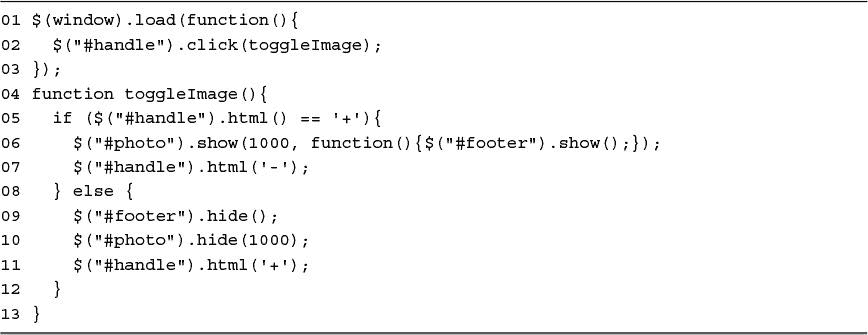 01 $(window).load(function(){
02   $("#handle").click(toggleImage);
03 });
04 function toggleImage(){
05   if ($("#handle").html() == '+'){
06     $("#photo").show(1000, function(){$("#footer").show();});
07     $("#handle").html('-');
08   } else {
09     $("#footer").hide();
10     $("#photo").hide(1000);
11     $("#handle").html('+');
12   }
13 }